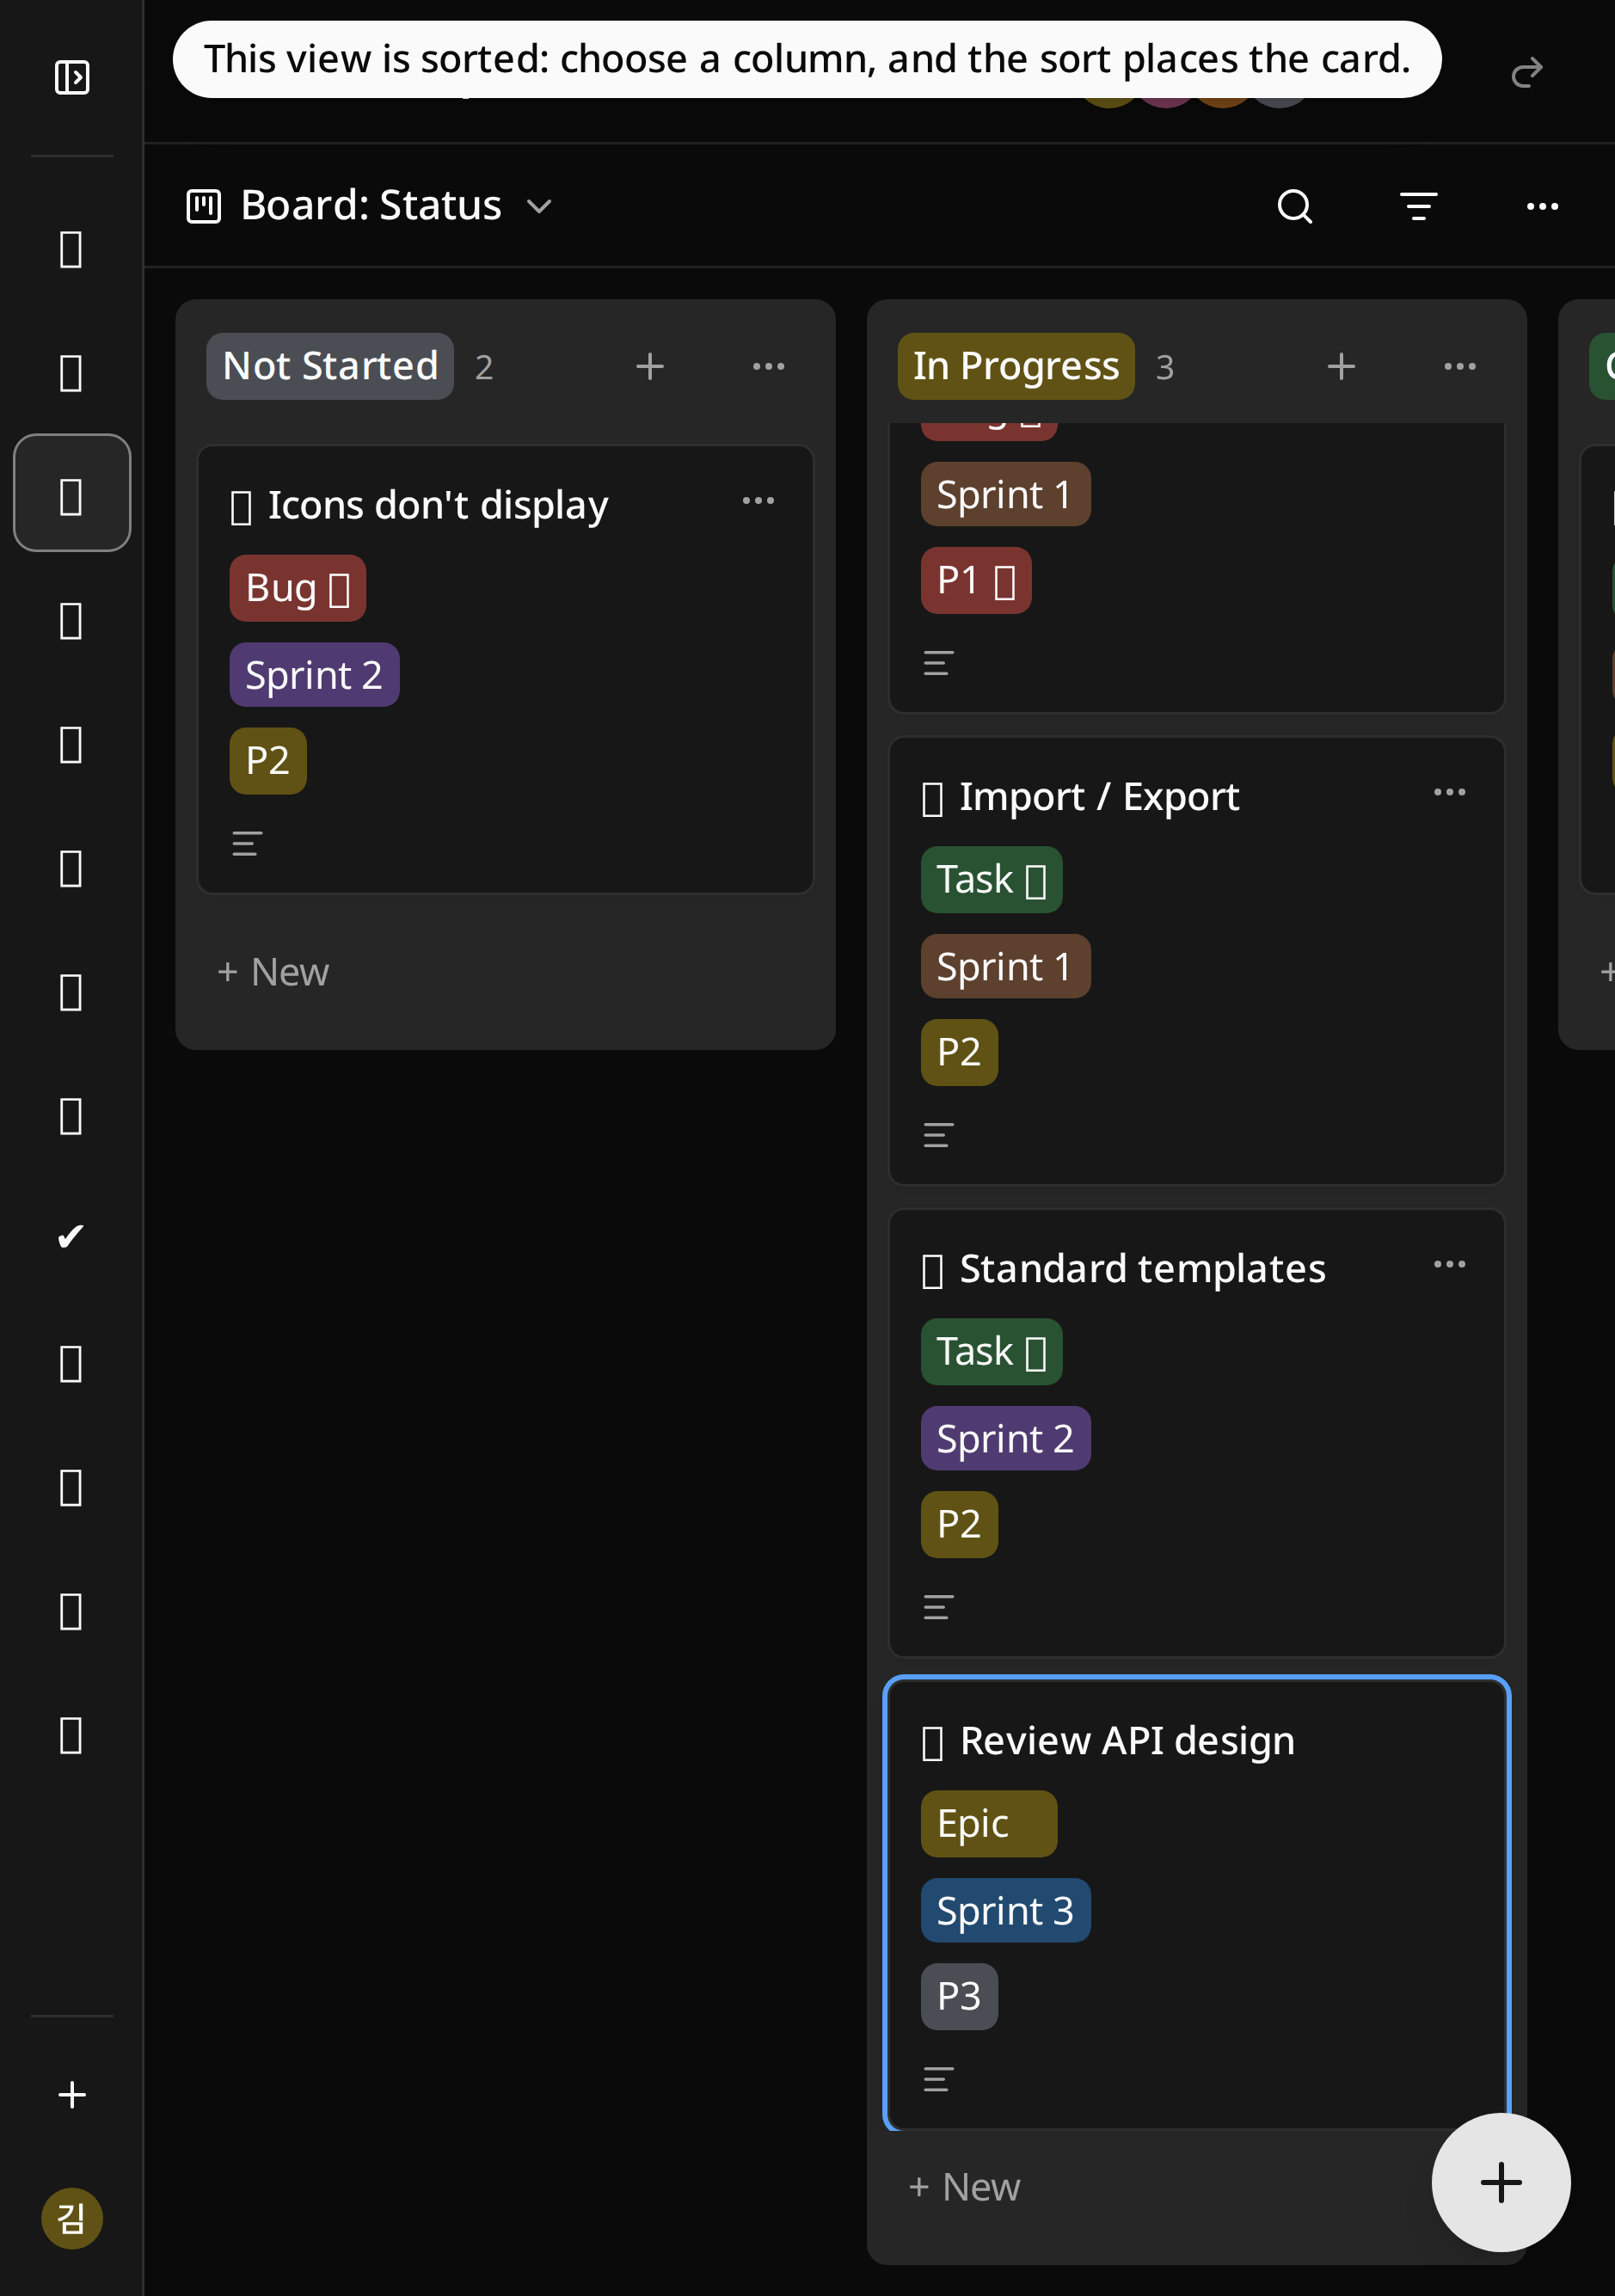 This view is sorted: choose a column, and the sort places the card.
Board: Status
Not Started 2
Icons don't display
Bug
Sprint 2
P2
+ New
In Progress 3
Sprint 1
P1
Import / Export
Task
Sprint 1
P2
Standard templates
Task
Sprint 2
P2
Review API design
Epic
Sprint 3
P3
+ New
✔
김